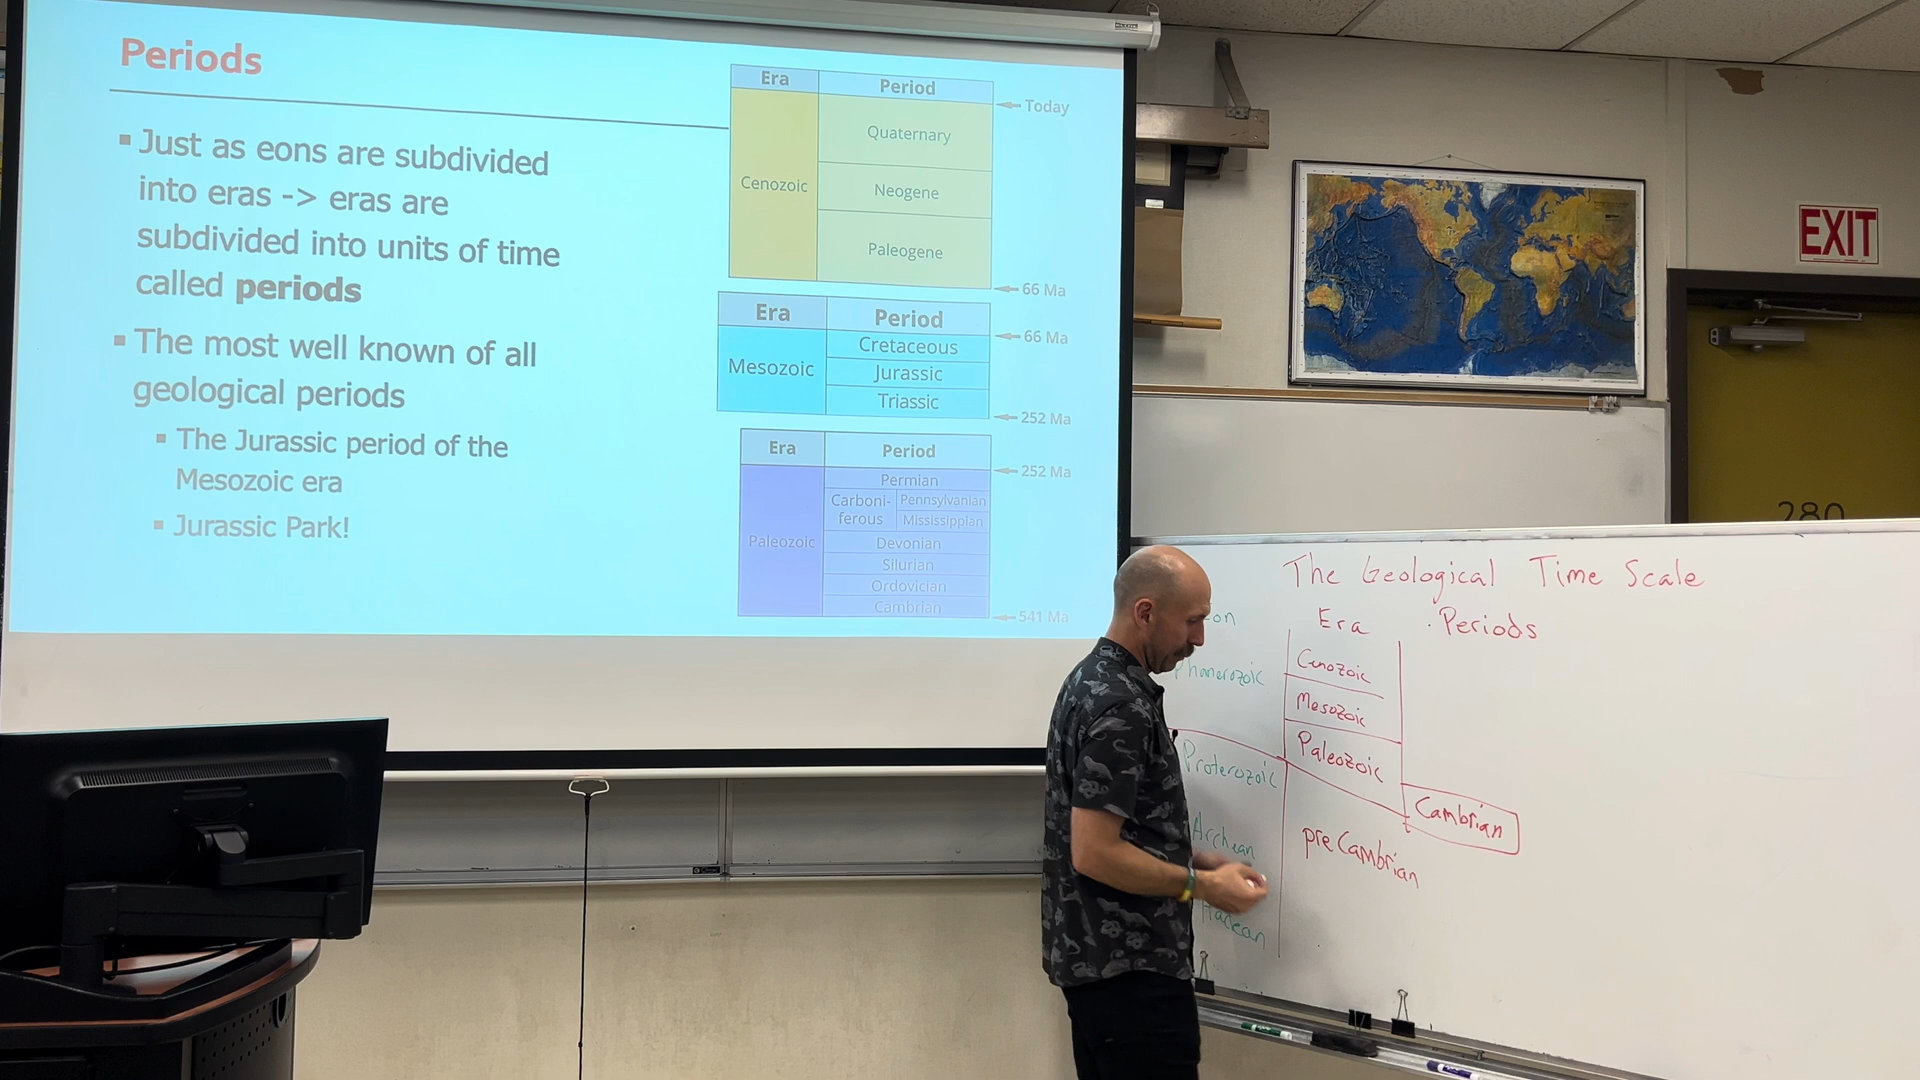 Periods
Just as eons are subdivided
into eras -> eras are
subdivided into units of time
called periods
The most well known of all
geological periods
The Jurassic period of the
Mesozoic era
Jurassic Park!
Era Period
Today
Quaternary
Cenozoic
Neogene
Paleogene
66 Ma
Era Period
66 Ma
Cretaceous
Mesozoic
Jurassic
Triassic
252 Ma
Era Period
252 Ma
Permian
Carboni-
ferous
Pennsylvanian
Mississippian
Paleozoic
Devonian
Silurian
Ordovician
Cambrian
541 Ma
EXIT
280
The Geological Time Scale
eon Era Periods
Phanerozoic
Cenozoic
Mesozoic
Paleozoic
Proterozoic
Cambrian
Archean
preCambrian
Hadean